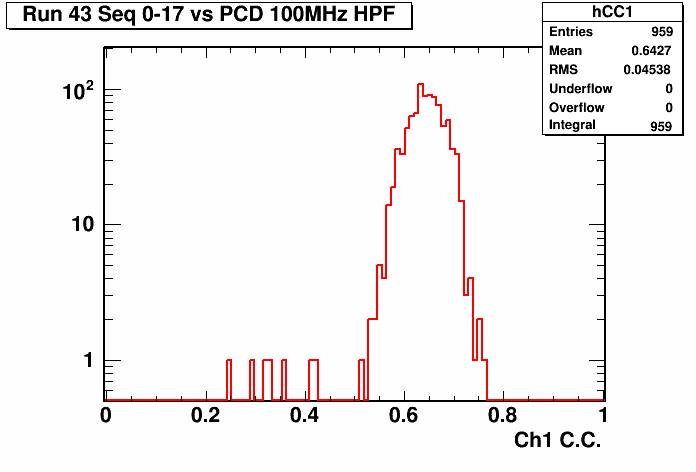 Run 43 Seq 0-17 vs PCD 100MHz HPF
hCC1
Entries 959
Mean 0.6427
RMS 0.04538
Underflow 0
Overflow 0
Integral 959
10²
10
1
0 0.2 0.4 0.6 0.8 1
Ch1 C.C.